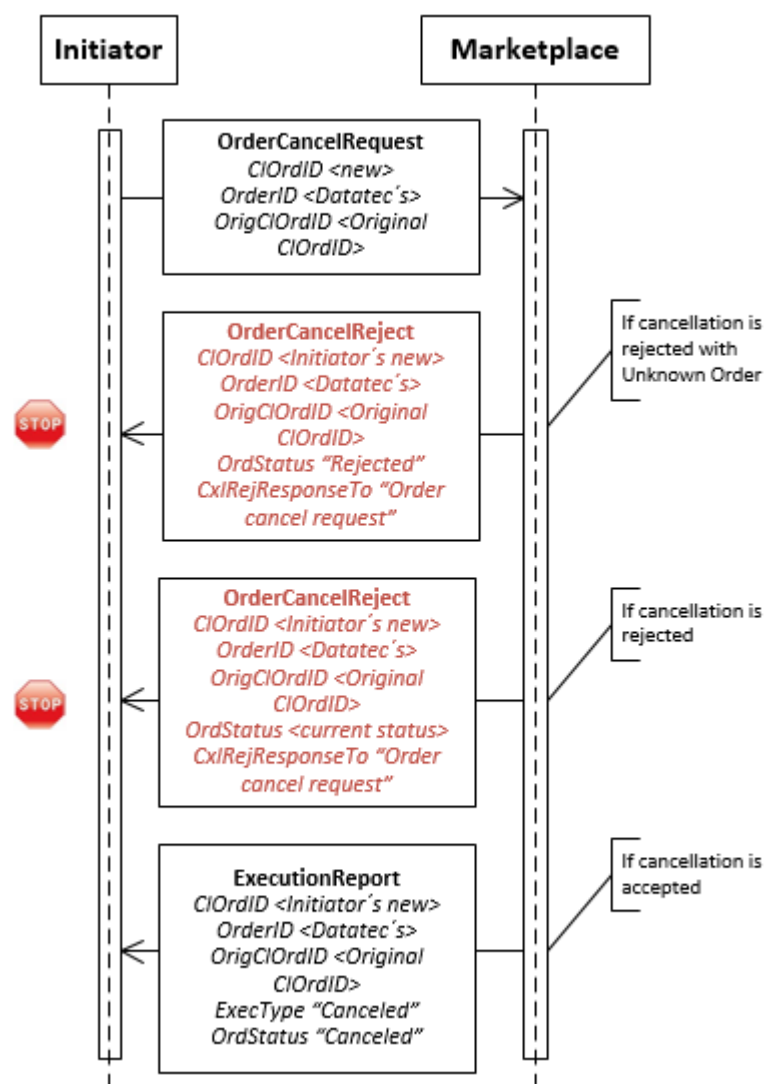 Initiator
Marketplace
OrderCancelRequest
ClOrdID <new>
OrderID <Datatec´s>
OrigClOrdID <Original
ClOrdID>
If cancellation is
rejected with
Unknown Order
OrderCancelReject
ClOrdID <Initiator´s new>
OrderID <Datatec´s>
OrigClOrdID <Original
ClOrdID>
OrdStatus “Rejected”
CxlRejResponseTo “Order
cancel request”
STOP
If cancellation is
rejected
OrderCancelReject
ClOrdID <Initiator´s new>
OrderID <Datatec´s>
OrigClOrdID <Original
ClOrdID>
OrdStatus <current status>
CxlRejResponseTo “Order
cancel request”
STOP
If cancellation is
accepted
ExecutionReport
ClOrdID <Initiator´s new>
OrderID <Datatec´s>
OrigClOrdID <Original
ClOrdID>
ExecType “Canceled”
OrdStatus “Canceled”